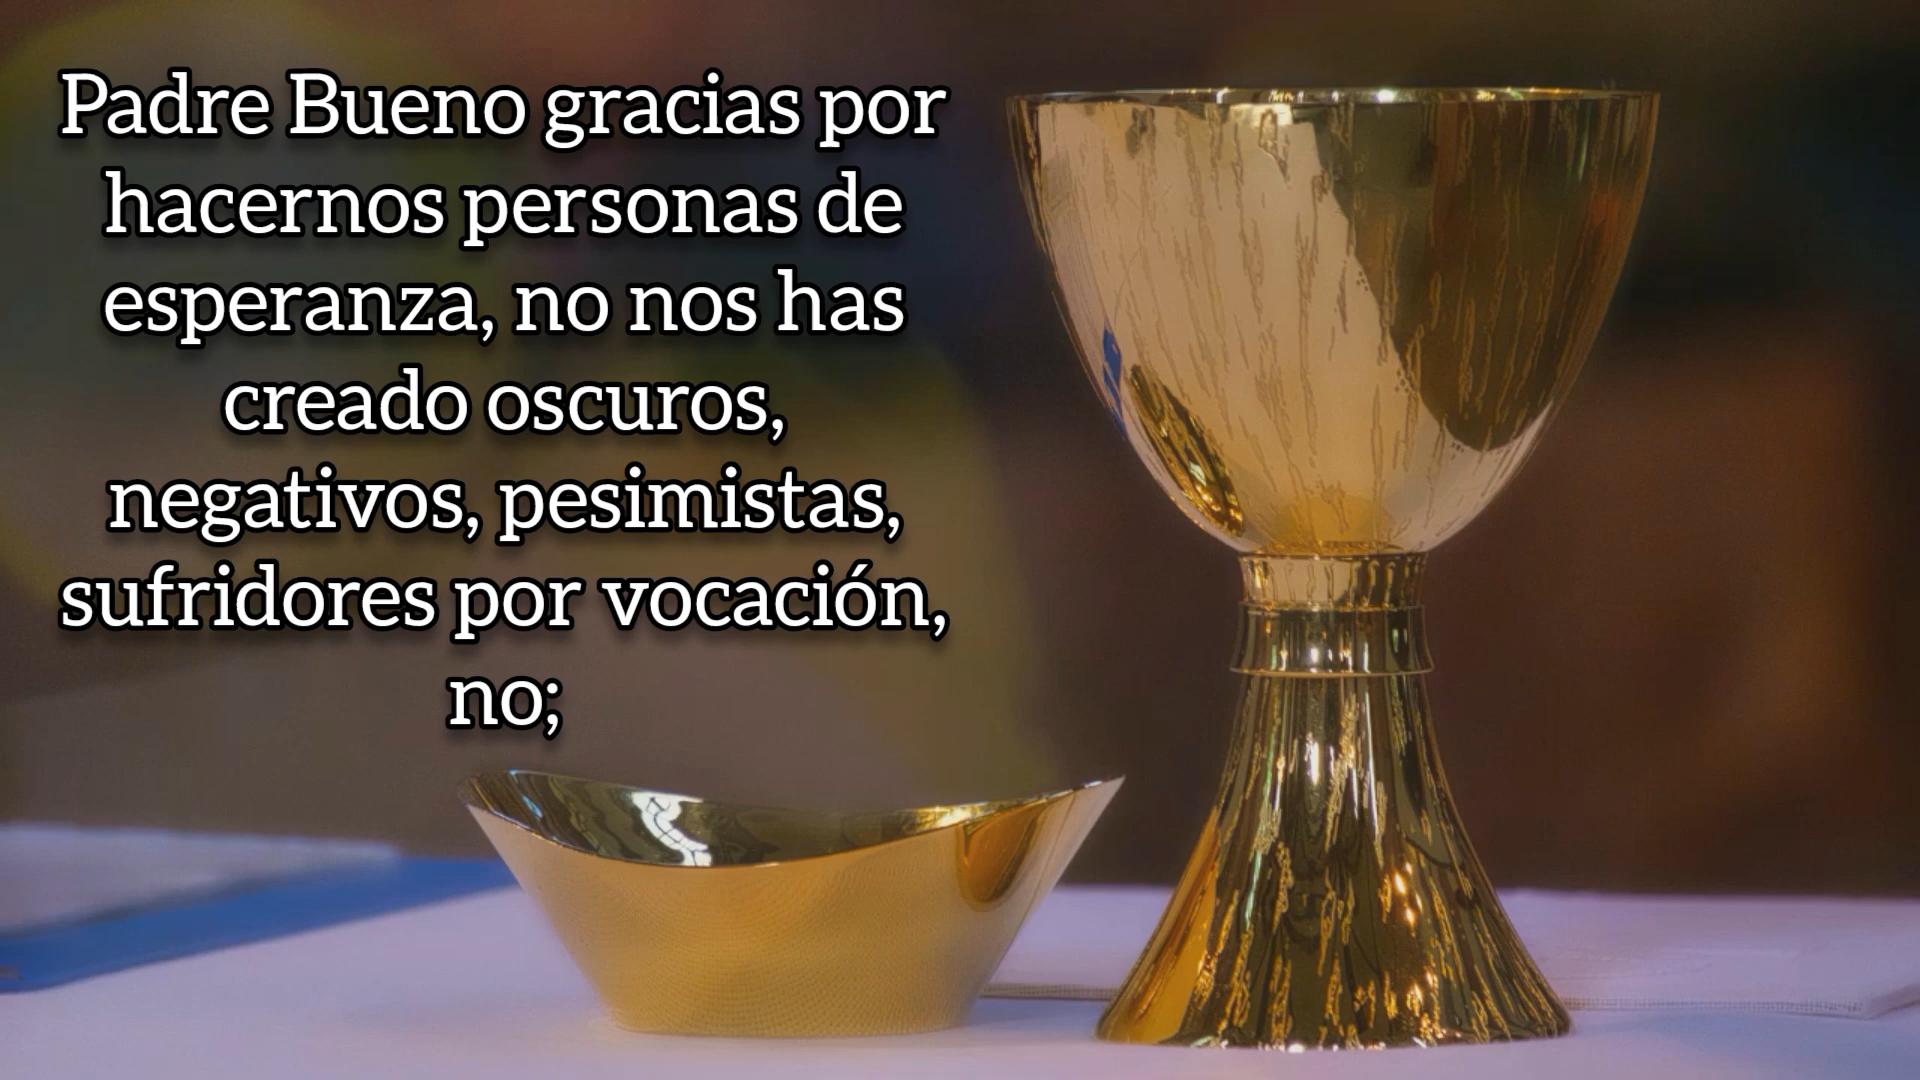 Padre Bueno gracias por
hacernos personas de
esperanza, no nos has
creado oscuros,
negativos, pesimistas,
sufridores por vocación,
no;